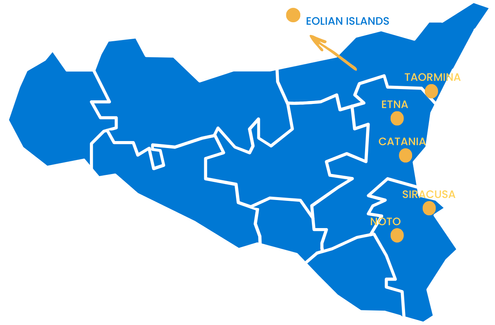 EOLIAN ISLANDS
TAORMINA
ETNA
CATANIA
SIRACUSA
NOTO